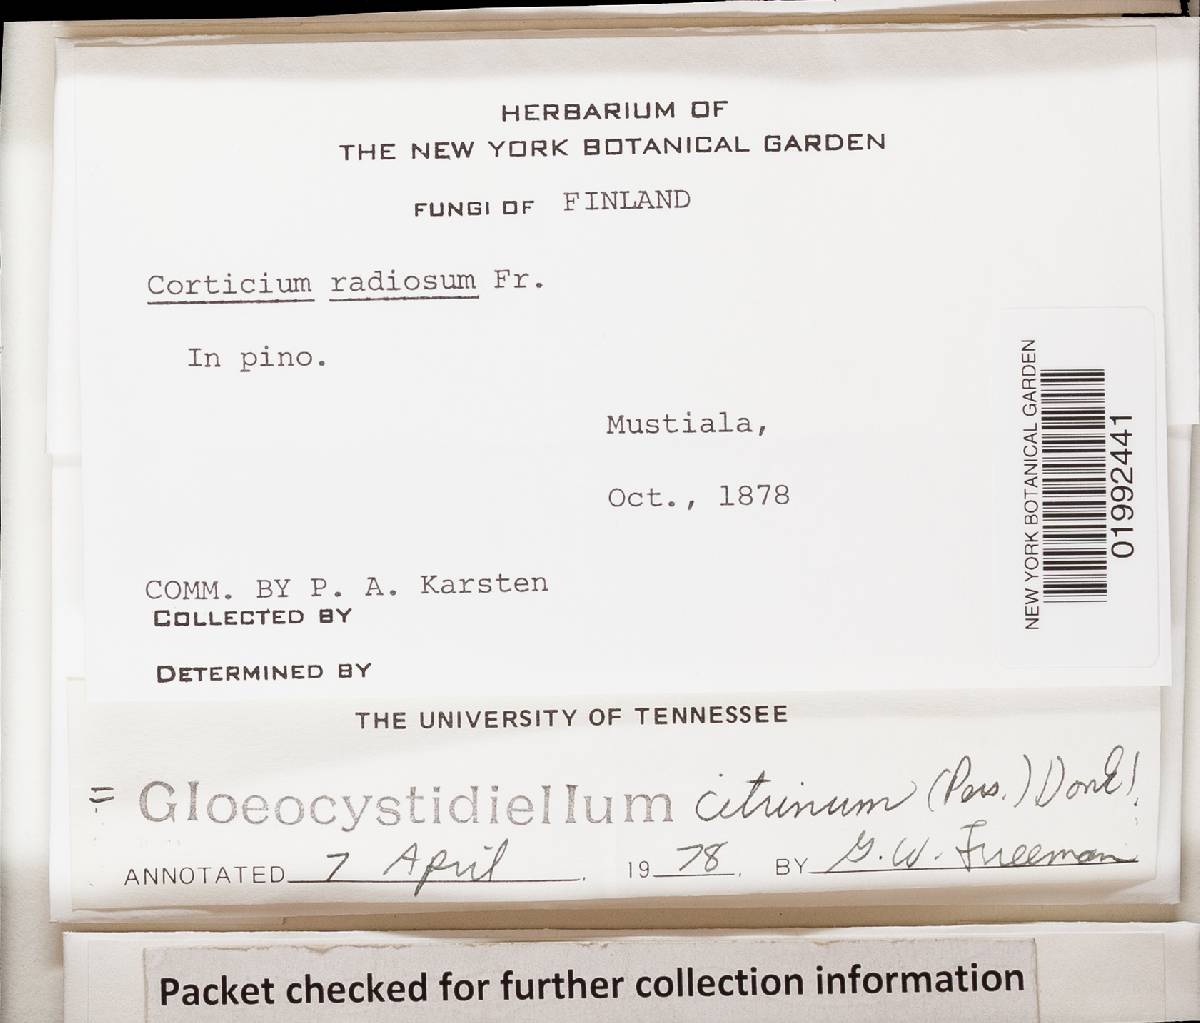 HERBARIUM OF
THE NEW YORK BOTANICAL GARDEN
FUNGI OF FINLAND
Corticium radiosum Fr.
In pino.
Mustiala,
Oct., 1878
COMM. BY P. A. Karsten
COLLECTED BY
DETERMINED BY
NEW YORK BOTANICAL GARDEN
01992441
THE UNIVERSITY OF TENNESSEE
= Gloeocystidiellum citrinum (Pers.) Donk!
ANNOTATED 7 April 1978. BY G. W. Freeman
Packet checked for further collection information